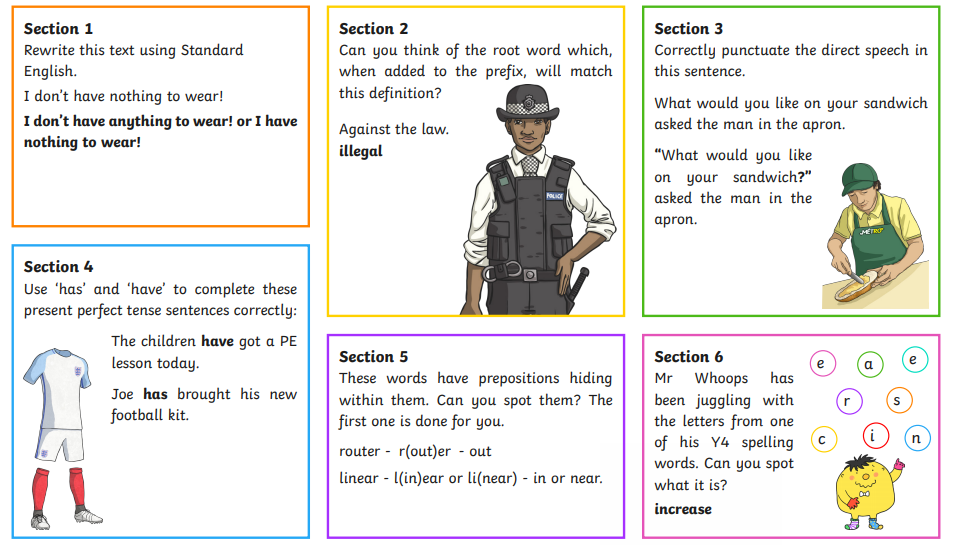 Section 1
Rewrite this text using Standard
English.
I don't have nothing to wear!
I don't have anything to wear! or I have
nothing to wear!
Section 2
Can you think of the root word which,
when added to the prefix, will match
this definition?
Against the law.
illegal
POLICE
Section 3
Correctly punctuate the direct speech in
this sentence.
What would you like on your sandwich
asked the man in the apron.
“What would you like
on your sandwich?”
asked the man in the
apron.
METRO
Section 4
Use ‘has’ and ‘have’ to complete these
present perfect tense sentences correctly:
The children have got a PE
lesson today.
Joe has brought his new
football kit.
Section 5
These words have prepositions hiding
within them. Can you spot them? The
first one is done for you.
router - r(out)er - out
linear - l(in)ear or li(near) - in or near.
Section 6
Mr Whoops has
been juggling with
the letters from one
of his Y4 spelling
words. Can you spot
what it is?
increase
e a e
r s
c i n